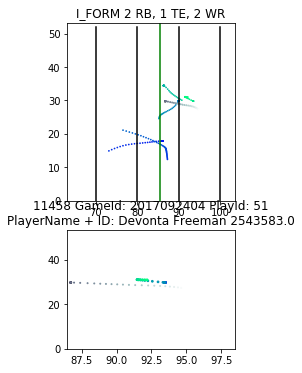 I_FORM 2 RB, 1 TE, 2 WR
50
40
30
20
10
0
70 80 90 100
11458 GameId: 2017092404 PlayId: 51
PlayerName + ID: Devonta Freeman 2543583.0
40
20
0
87.5 90.0 92.5 95.0 97.5